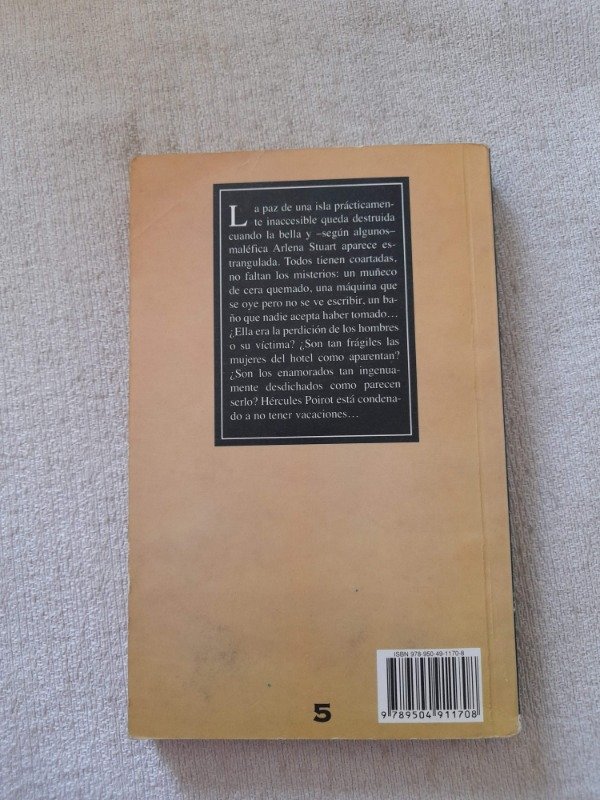 La paz de una isla prácticamen-
te inaccesible queda destruida
cuando la bella y –según algunos–
maléfica Arlena Stuart aparece es-
trangulada. Todos tienen coartadas,
no faltan los misterios: un muñeco
de cera quemado, una máquina que
se oye pero no se ve escribir, un ba-
ño que nadie acepta haber tomado…
¿Ella era la perdición de los hombres
o su víctima? ¿Son tan frágiles las
mujeres del hotel como aparentan?
¿Son los enamorados tan ingenua-
mente desdichados como parecen
serlo? Hércules Poirot está condena-
do a no tener vacaciones…
ISBN 978-950-49-1170-8
9 789504 911708
5